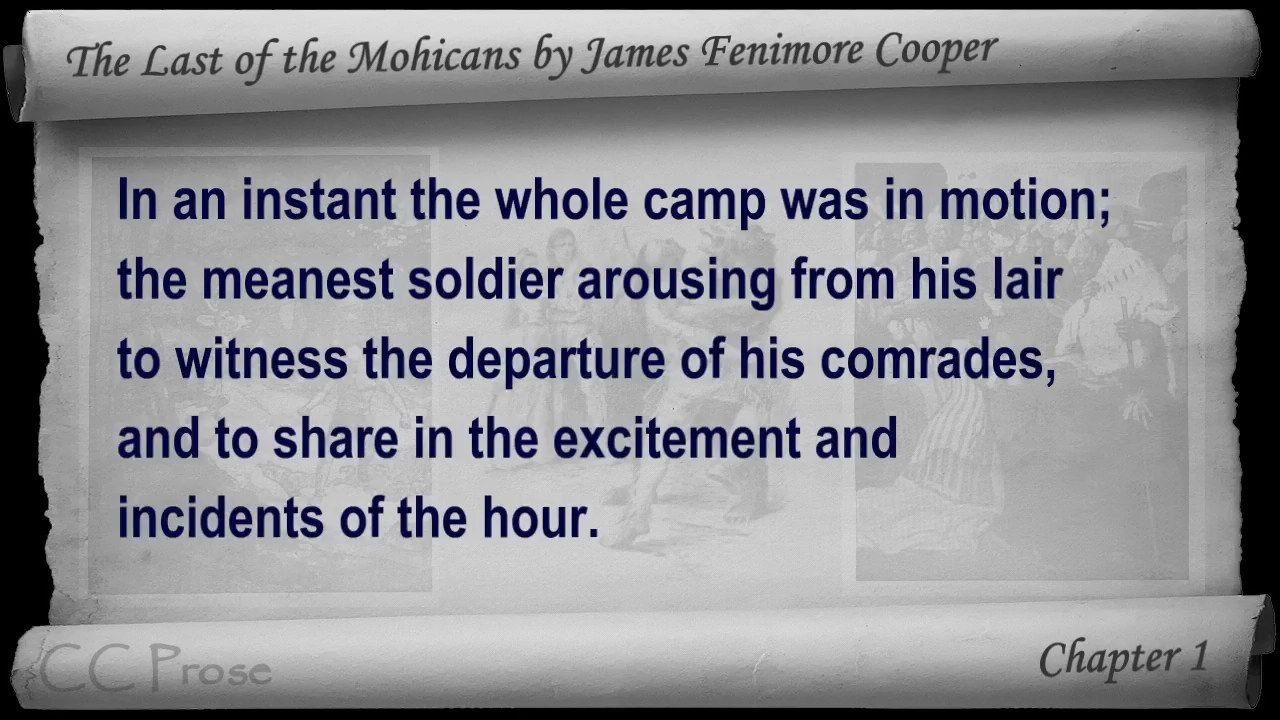 The Last of the Mohicans by James Fenimore Cooper
In an instant the whole camp was in motion;
the meanest soldier arousing from his lair
to witness the departure of his comrades,
and to share in the excitement and
incidents of the hour.
CC Prose
Chapter 1